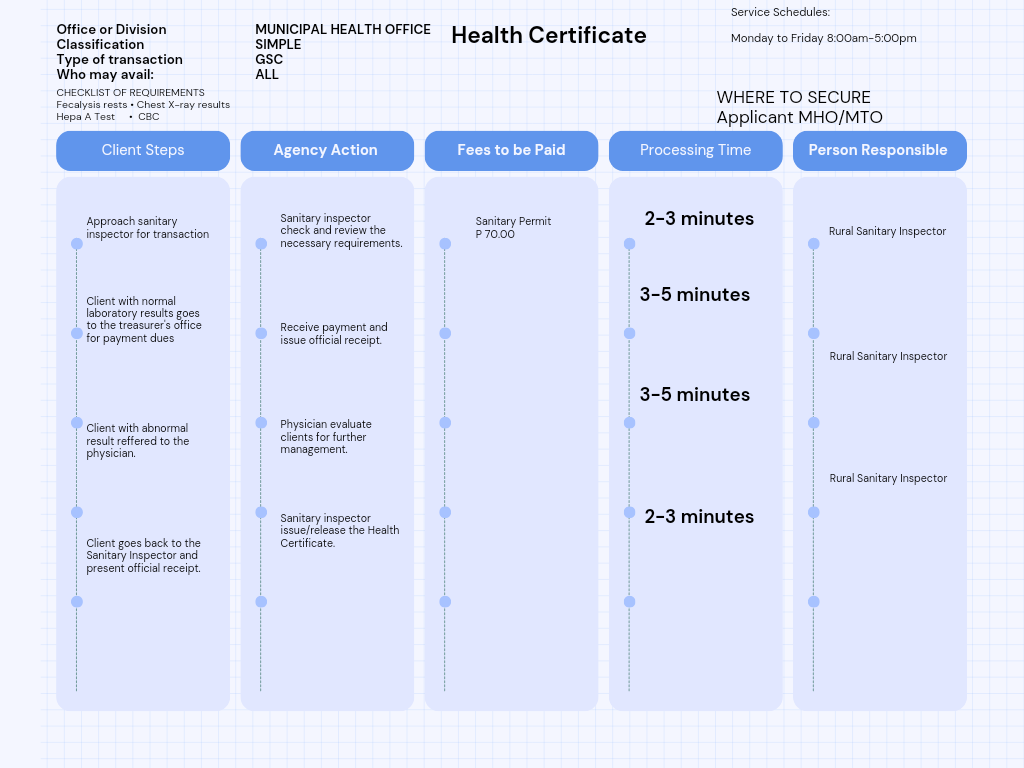 Service Schedules:
Monday to Friday 8:00am-5:00pm
Office or Division
Classification
Type of transaction
Who may avail:
MUNICIPAL HEALTH OFFICE
SIMPLE
GSC
ALL
Health Certificate
CHECKLIST OF REQUIREMENTS
Fecalysis rests • Chest X-ray results
Hepa A Test • CBC
WHERE TO SECURE
Applicant MHO/MTO
Client Steps
Agency Action
Fees to be Paid
Processing Time
Person Responsible
Approach sanitary
inspector for transaction
Client with normal
laboratory results goes
to the treasurer's office
for payment dues
Client with abnormal
result reffered to the
physician.
Client goes back to the
Sanitary Inspector and
present official receipt.
Sanitary inspector
check and review the
necessary requirements.
Receive payment and
issue official receipt.
Physician evaluate
clients for further
management.
Sanitary inspector
issue/release the Health
Certificate.
Sanitary Permit
P 70.00
2-3 minutes
3-5 minutes
3-5 minutes
2-3 minutes
Rural Sanitary Inspector
Rural Sanitary Inspector
Rural Sanitary Inspector